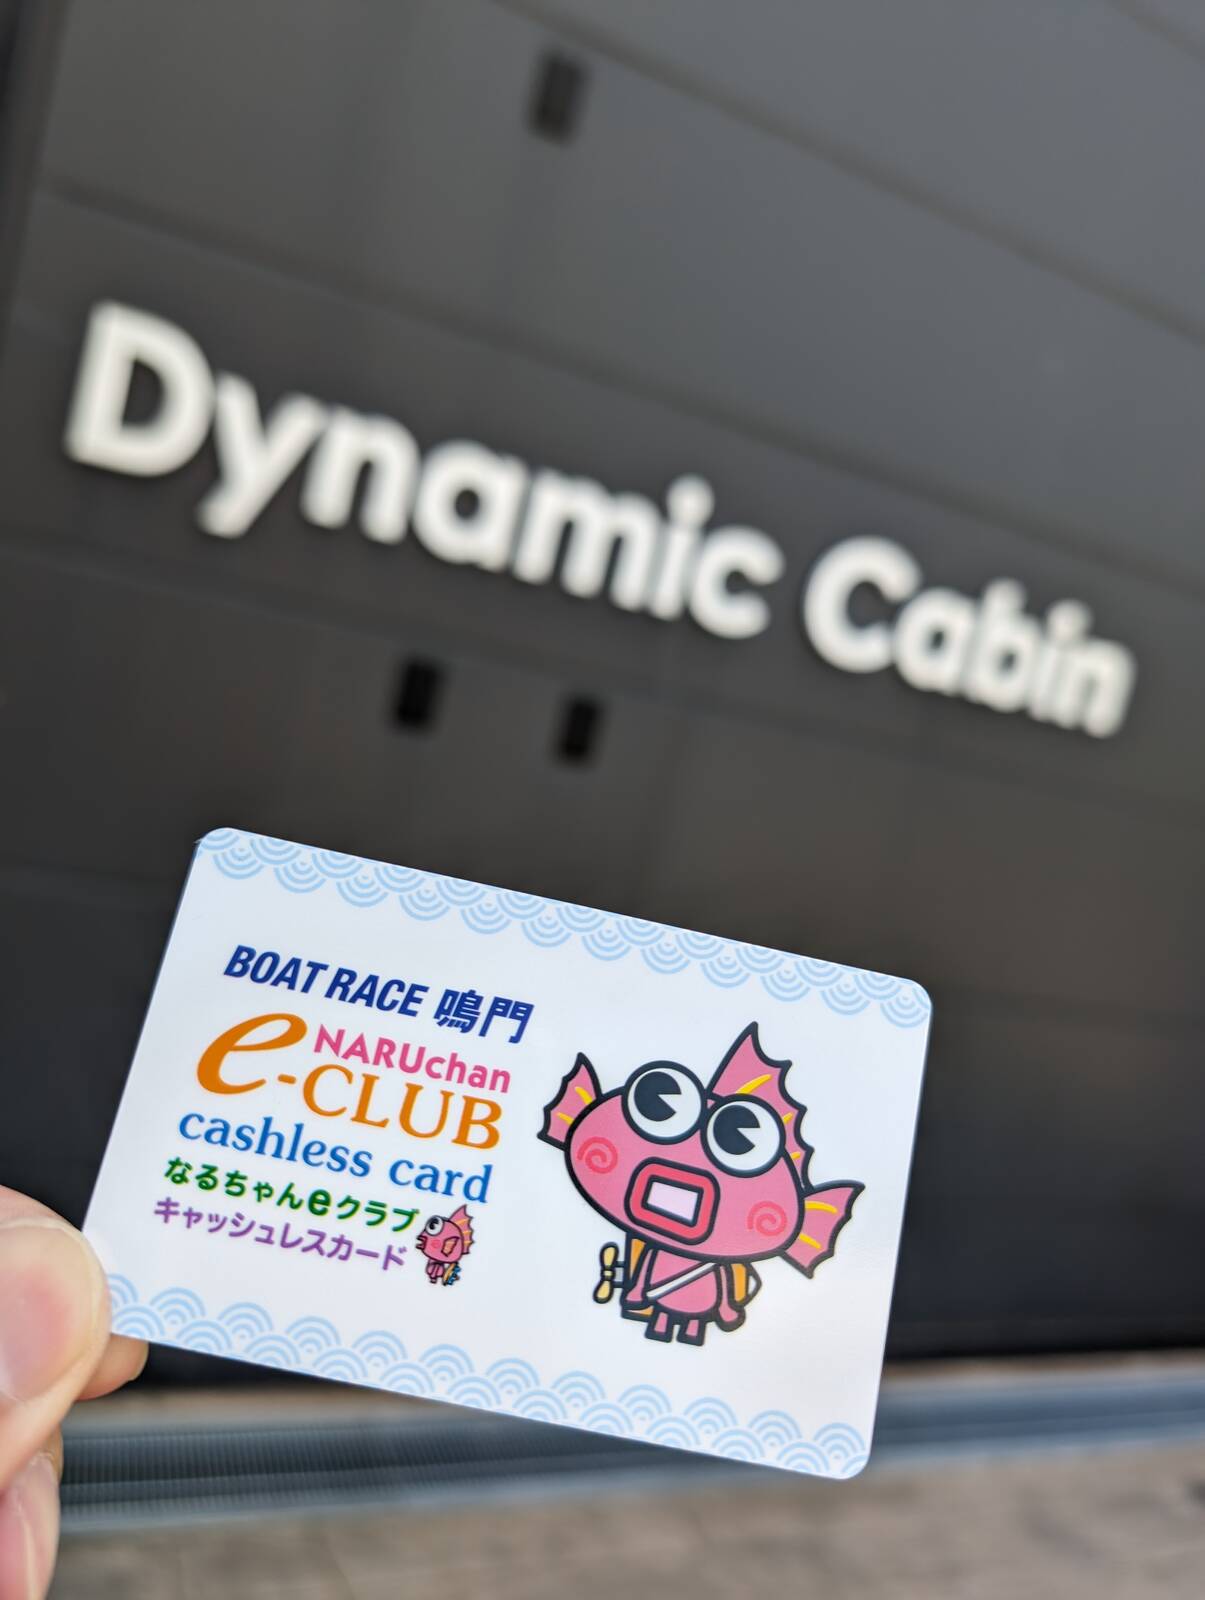 Dynamic Cabin
BOAT RACE 鳴門
e-CLUB
NARUchan
cashless card
なるちゃんeクラブ
キャッシュレスカード